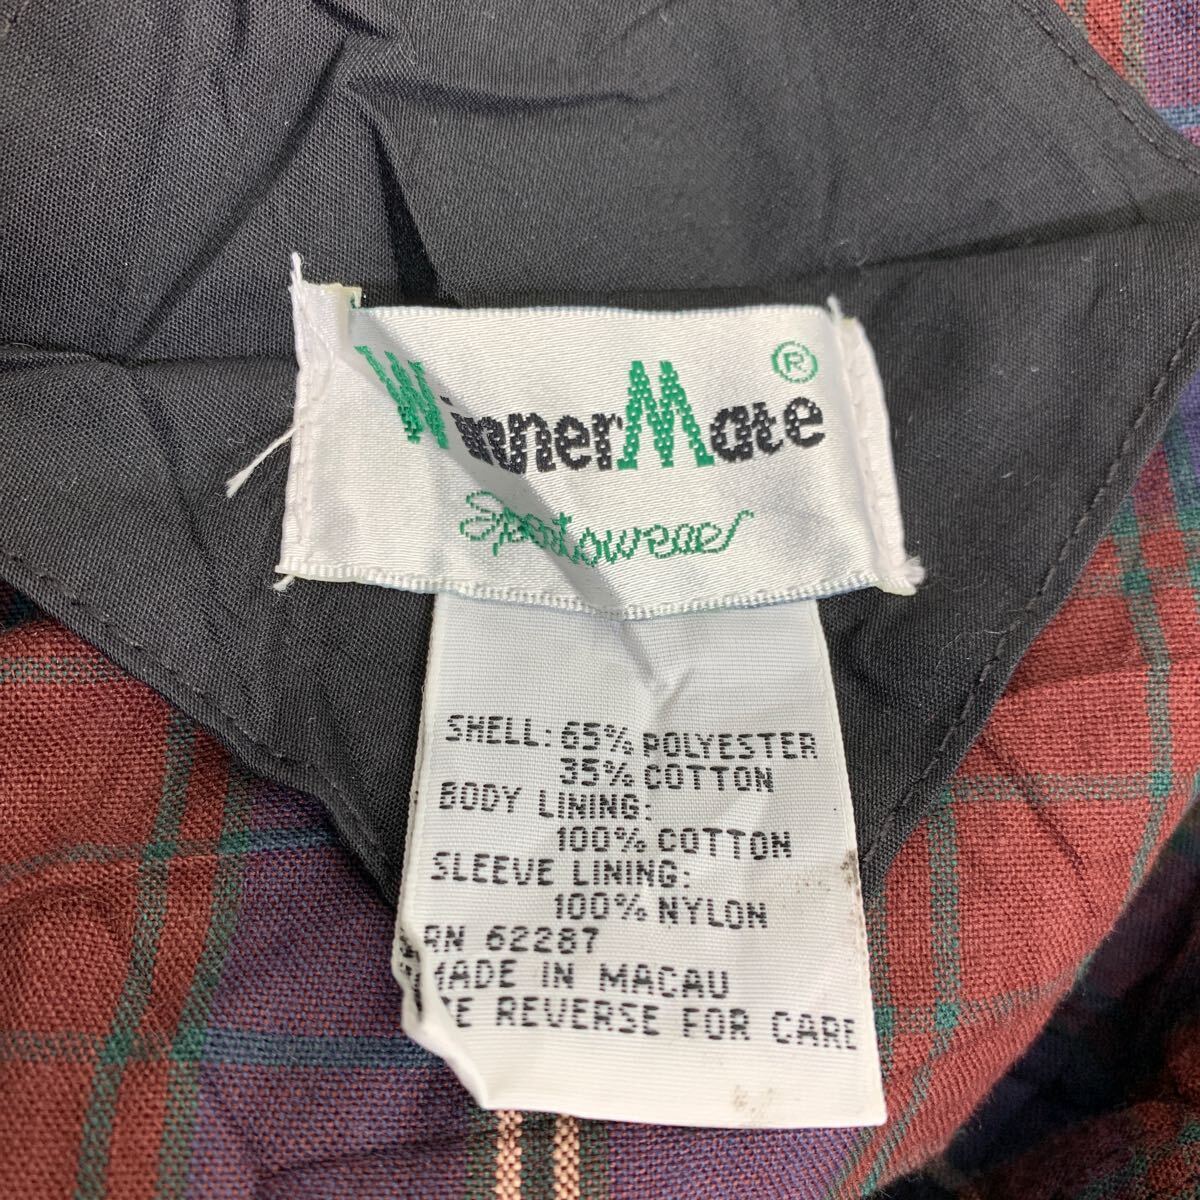 WinnerMate®
Sportswear
SHELL: 65% POLYESTER
35% COTTON
BODY LINING:
100% COTTON
SLEEVE LINING:
100% NYLON
RN 62287
MADE IN MACAU
REVERSE FOR CARE